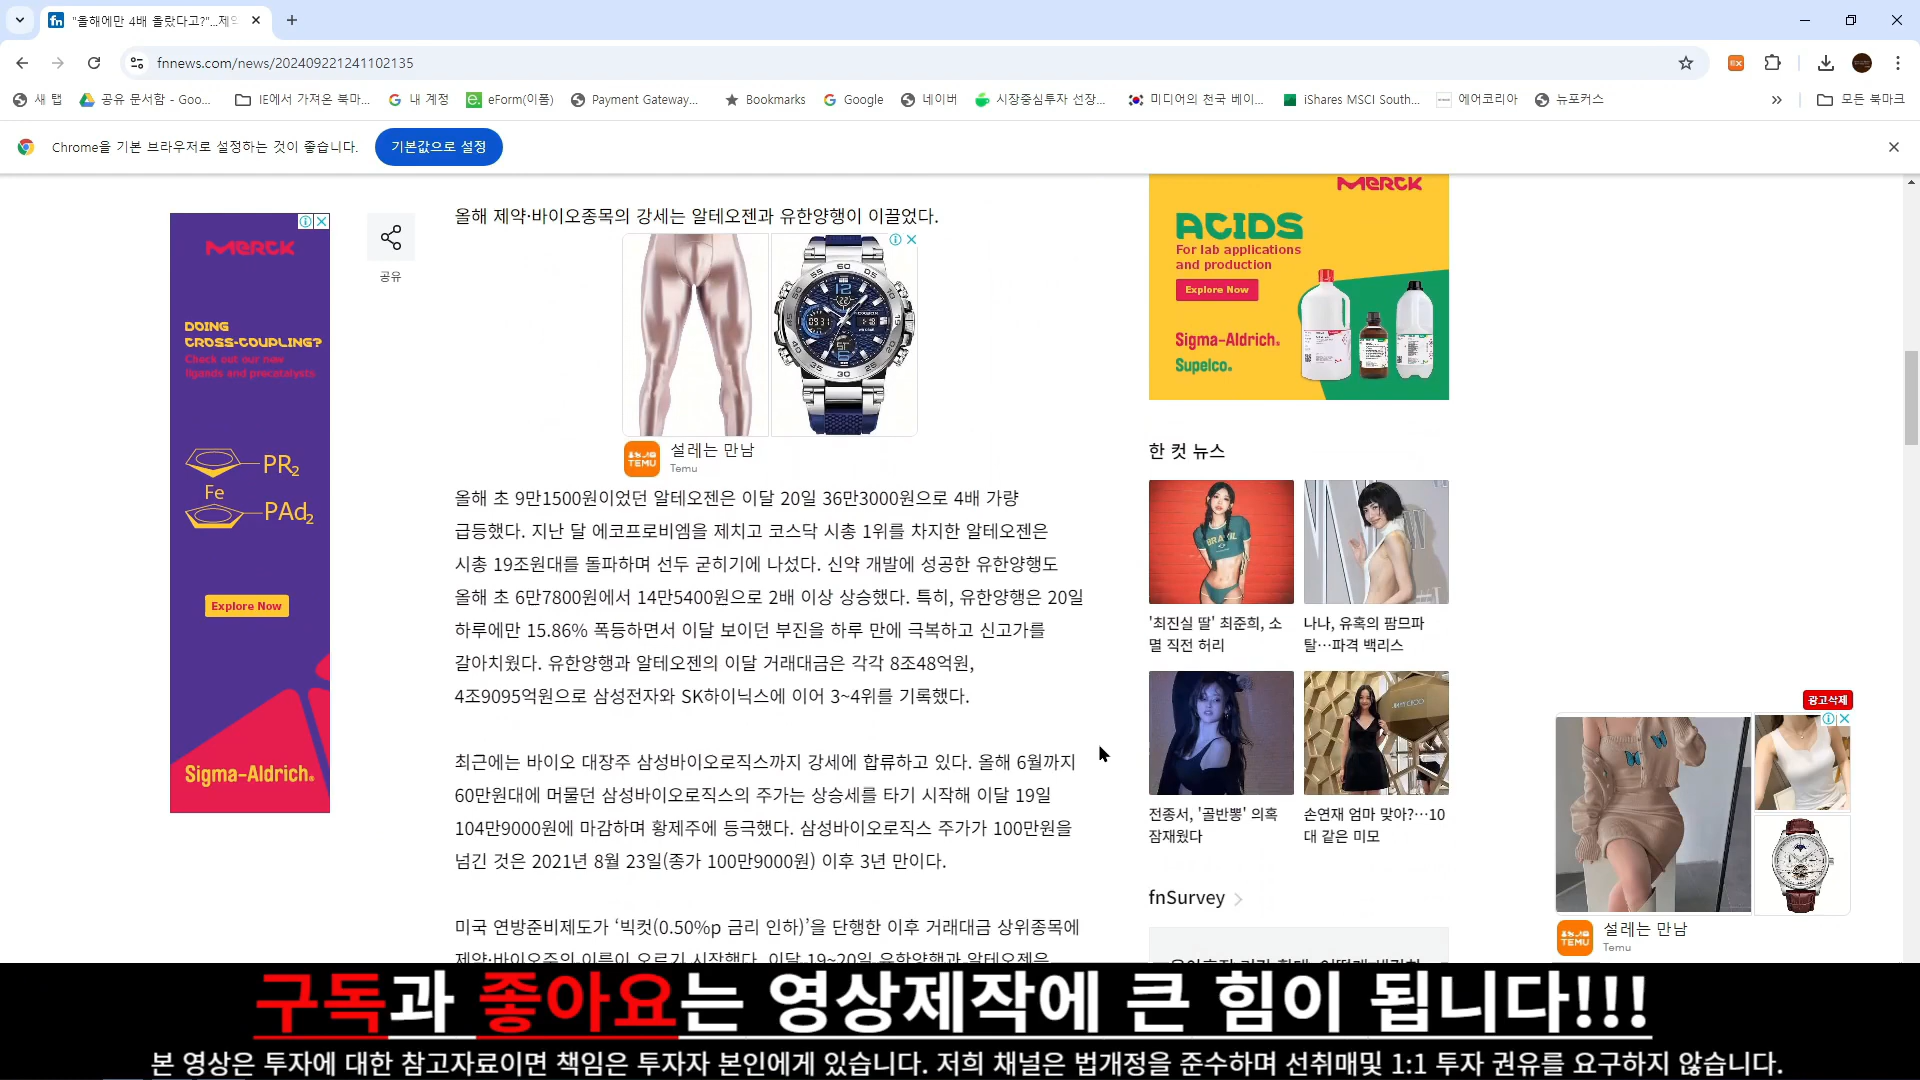 "올해에만 4배 올랐다고?"...제약
fnnews.com/news/202409221241102135
새 탭
공유 문서함 - Goo...
IE에서 가져온 북마...
내 계정
eForm(이폼)
Payment Gateway...
Bookmarks
Google
네이버
시장중심투자 선장...
미디어의 천국 베이...
iShares MSCI South...
에어코리아
뉴포커스
모든 북마크
Chrome을 기본 브라우저로 설정하는 것이 좋습니다.
기본값으로 설정
MERCK
DOING
CROSS-COUPLING?
Check out our new
ligands and precatalysts
PR2
Fe
PAd2
Explore Now
Sigma-Aldrich.
공유
올해 제약·바이오종목의 강세는 알테오젠과 유한양행이 이끌었다.
설레는 만남
TEMU
Temu
올해 초 9만1500원이었던 알테오젠은 이달 20일 36만3000원으로 4배 가량
급등했다. 지난 달 에코프로비엠을 제치고 코스닥 시총 1위를 차지한 알테오젠은
시총 19조원대를 돌파하며 선두 굳히기에 나섰다. 신약 개발에 성공한 유한양행도
올해 초 6만7800원에서 14만5400원으로 2배 이상 상승했다. 특히, 유한양행은 20일
하루에만 15.86% 폭등하면서 이달 보이던 부진을 하루 만에 극복하고 신고가를
갈아치웠다. 유한양행과 알테오젠의 이달 거래대금은 각각 8조48억원,
4조9095억원으로 삼성전자와 SK하이닉스에 이어 3~4위를 기록했다.
최근에는 바이오 대장주 삼성바이오로직스까지 강세에 합류하고 있다. 올해 6월까지
60만원대에 머물던 삼성바이오로직스의 주가는 상승세를 타기 시작해 이달 19일
104만9000원에 마감하며 황제주에 등극했다. 삼성바이오로직스 주가가 100만원을
넘긴 것은 2021년 8월 23일(종가 100만9000원) 이후 3년 만이다.
미국 연방준비제도가 ‘빅컷(0.50%p 금리 인하)’을 단행한 이후 거래대금 상위종목에
제약·바이오주의 이름이 오르기 시작했다. 이달 19~20일 유한양행과 알테오젠은
MERCK
ACIDS
For lab applications
and production
Explore Now
Sigma-Aldrich.
Supelco.
한 컷 뉴스
'최진실 딸' 최준희, 소
멸 직전 허리
나나, 유혹의 팜므파
탈…파격 백리스
전종서, '골반뽕' 의혹
잠재웠다
손연재 엄마 맞아?…10
대 같은 미모
fnSurvey
광고삭제
설레는 만남
TEMU
Temu
구독과 좋아요는 영상제작에 큰 힘이 됩니다!!!
본 영상은 투자에 대한 참고자료이면 책임은 투자자 본인에게 있습니다. 저희 채널은 법개정을 준수하며 선취매및 1:1 투자 권유를 요구하지 않습니다.